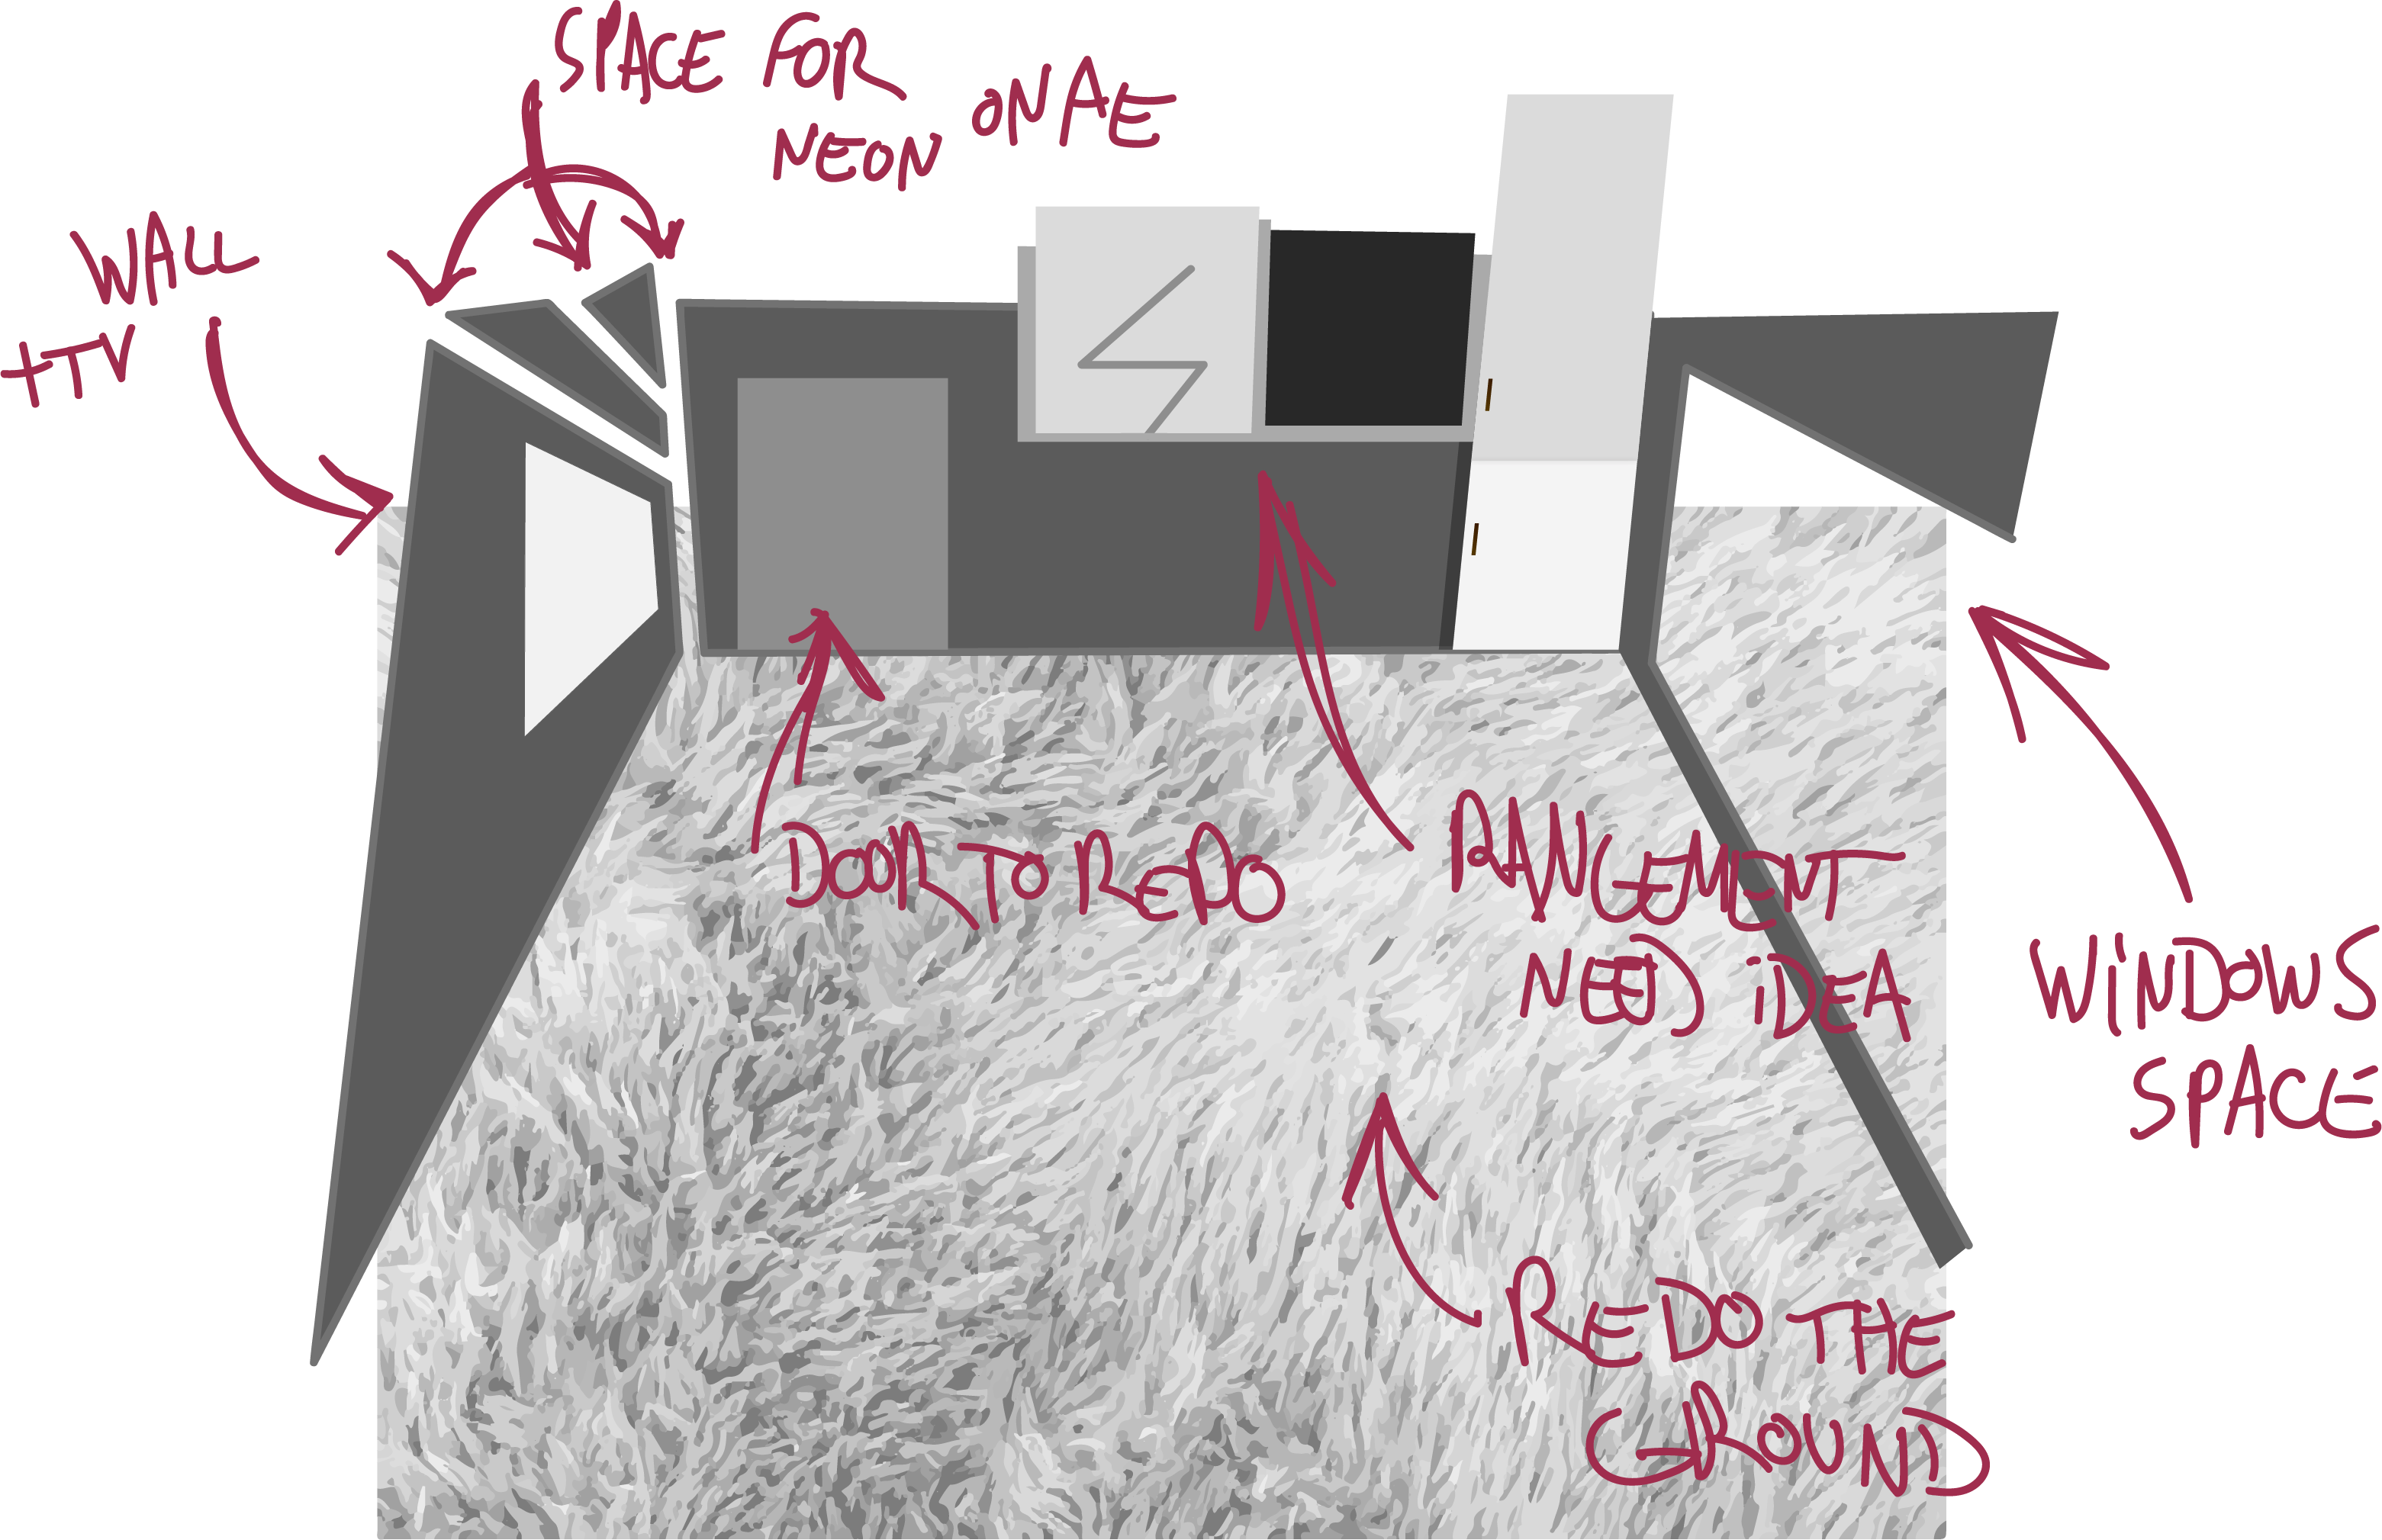 SPACE FOR
NEON ONAE
WALL
+TV
DOOR TO REDO
RANGEMENT
NEED IDEA
WINDOWS
SPACE
REDO THE
GROUND